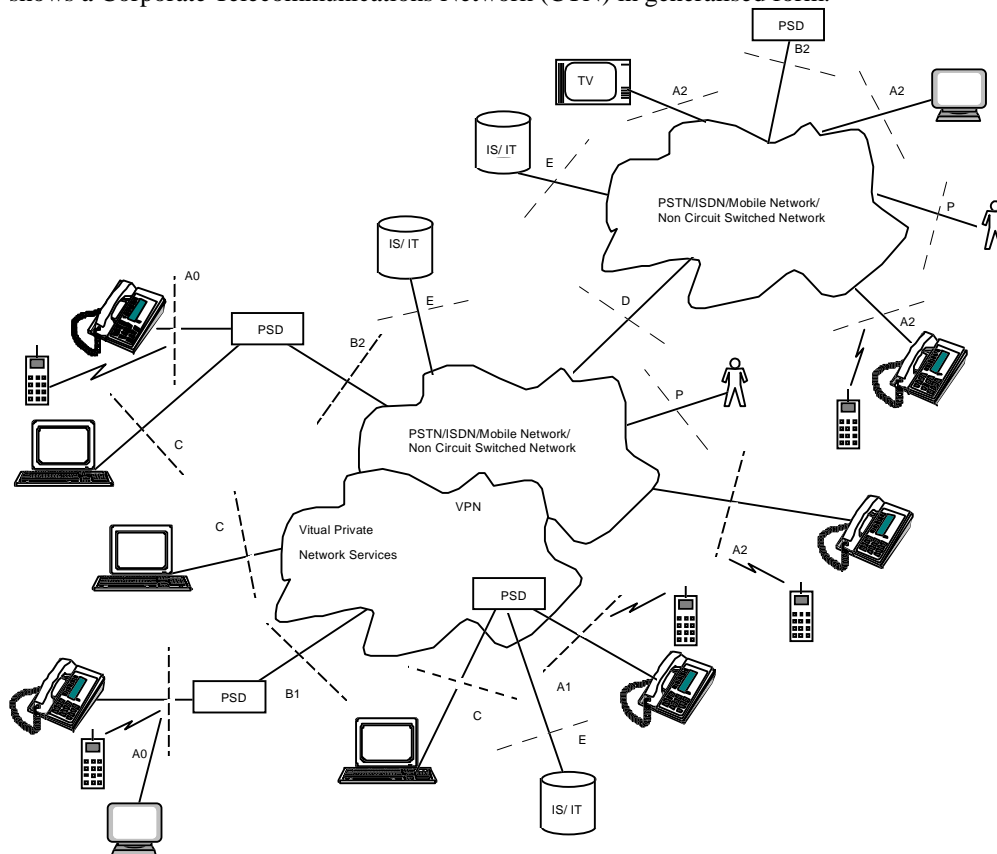 shows a Corporate Telecommunications Network (CTN) in generalised form.
PSD
B2
TV
A2
A2
IS/ IT
E
PSTN/ISDN/Mobile Network/
Non Circuit Switched Network
P
IS/ IT
A0
E
D
PSD
B2
A2
P
PSTN/ISDN/Mobile Network/
Non Circuit Switched Network
C
VPN
C
Vitual Private
Network Services
A2
PSD
PSD
B1
A1
C
E
A0
IS/ IT